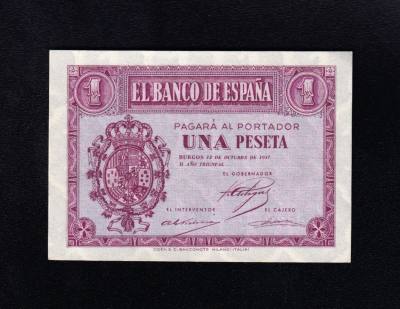 1 EL BANCO DE ESPAÑA 1
PAGARÁ AL PORTADOR
UNA PESETA
BURGOS 12 DE OCTUBRE DE 1937
II AÑO TRIUNFAL
EL GOBERNADOR
EL INTERVENTOR EL CAJERO